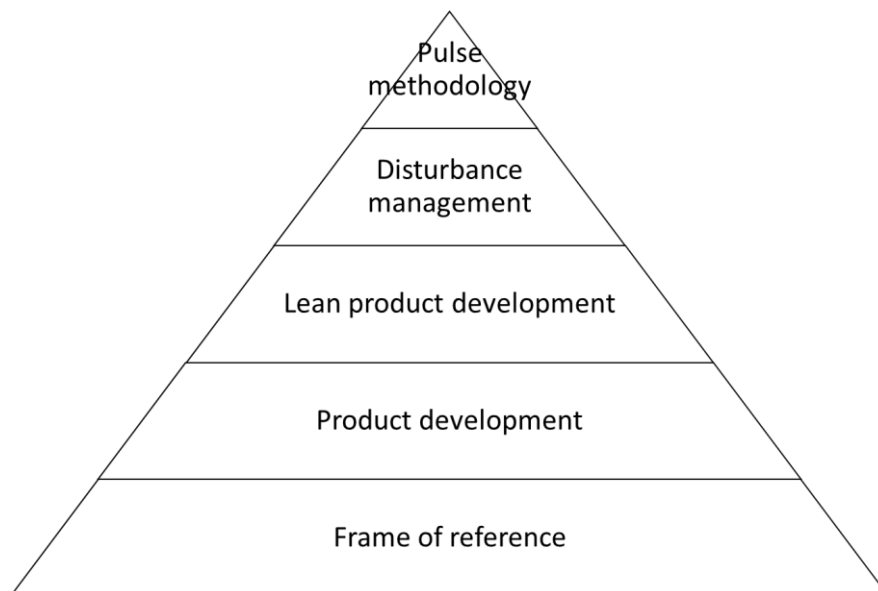 Pulse
methodology
Disturbance
management
Lean product development
Product development
Frame of reference